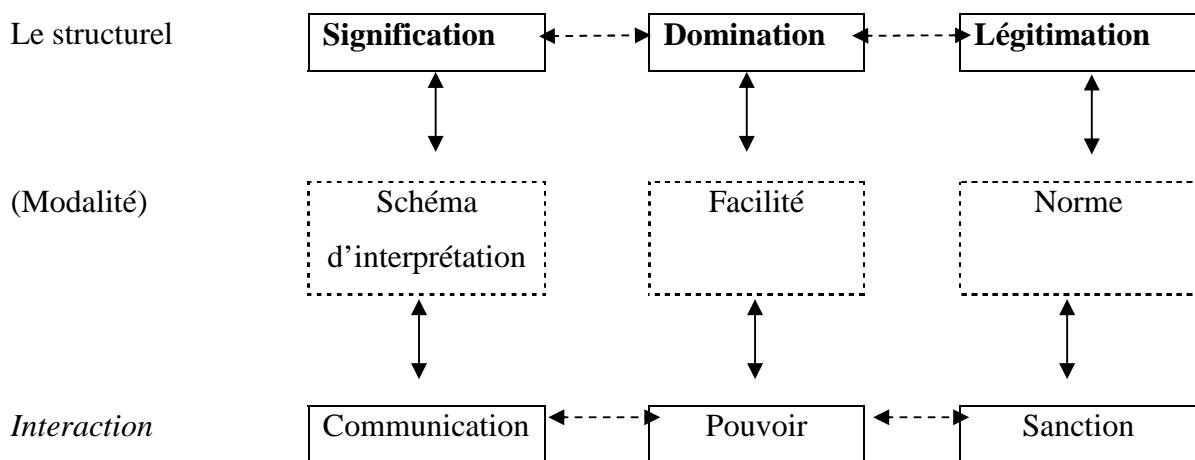 Le structurel Signification Domination Légitimation
(Modalité) Schéma d’interprétation Facilité Norme
Interaction Communication Pouvoir Sanction